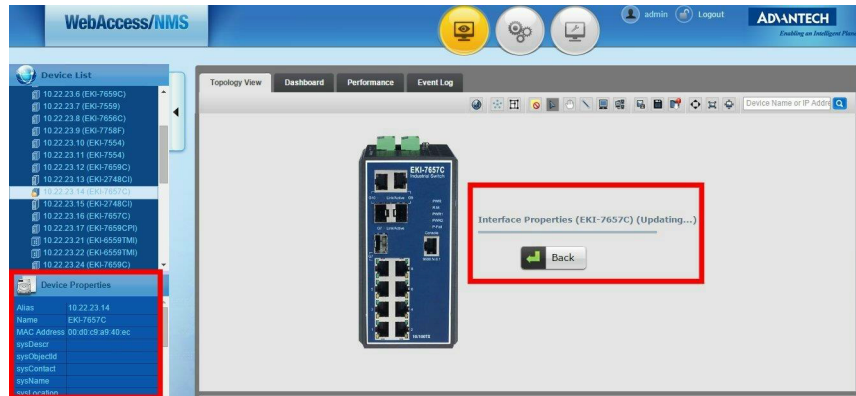 WebAccess/NMS
admin
Logout
ADVANTECH
Enabling an Intelligent Plane
Device List
10.22.23.6 (EKI-7659C)
10.22.23.7 (EKI-7559)
10.22.23.8 (EKI-7656C)
10.22.23.9 (EKI-7758F)
10.22.23.10 (EKI-7554)
10.22.23.11 (EKI-7554)
10.22.23.12 (EKI-7659C)
10.22.23.13 (EKI-2748CI)
10.22.23.14 (EKI-7657C)
10.22.23.15 (EKI-2748CI)
10.22.23.16 (EKI-7657C)
10.22.23.17 (EKI-7659CPI)
10.22.23.21 (EKI-6559TMI)
10.22.23.22 (EKI-6559TMI)
10.22.23.24 (EKI-7659C)
Device Properties
Alias 10.22.23.14
Name EKI-7657C
MAC Address 00:d0:c9:a9:40:ec
sysDescr
sysObjectId
sysContact
sysName
sysLocation
Topology View Dashboard Performance Event Log
Device Name or IP Addre
EKI-7657C
Industrial Switch
Console
10/100TX
Interface Properties (EKI-7657C) (Updating...)
Back